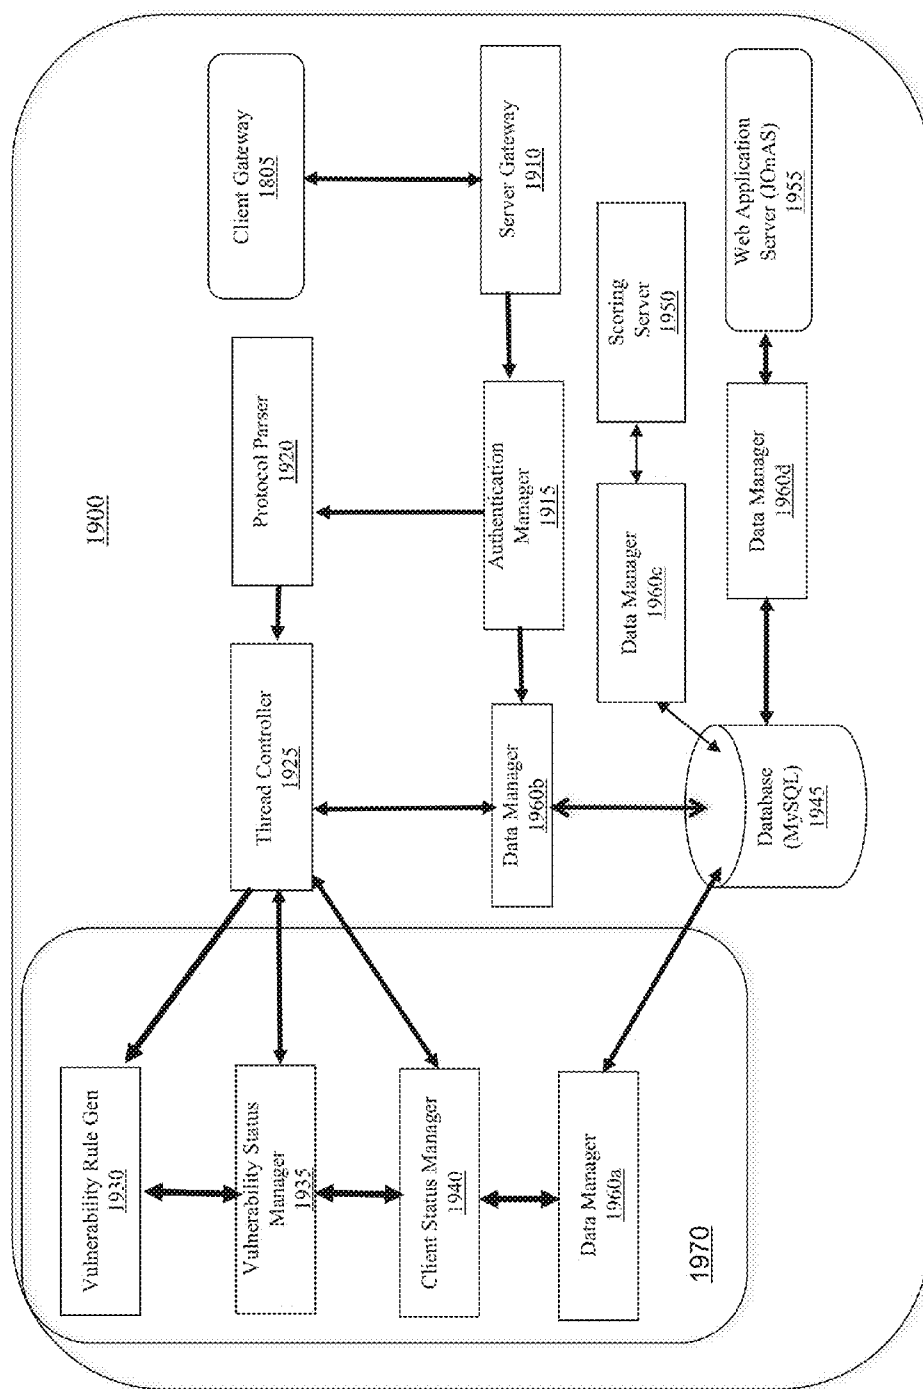 1900
Client Gateway
1805
Server Gateway
1910
Protocol Parser
1920
Authentication
Manager
1915
Scoring
Server
1950
Web Application
Server (JOnAS)
1955
Thread Controller
1925
Data Manager
1960b
Data Manager
1960c
Data Manager
1960d
Database
(MySQL)
1945
Vulnerability Rule Gen
1930
Vulnerability Status
Manager
1935
Client Status Manager
1940
Data Manager
1960a
1970